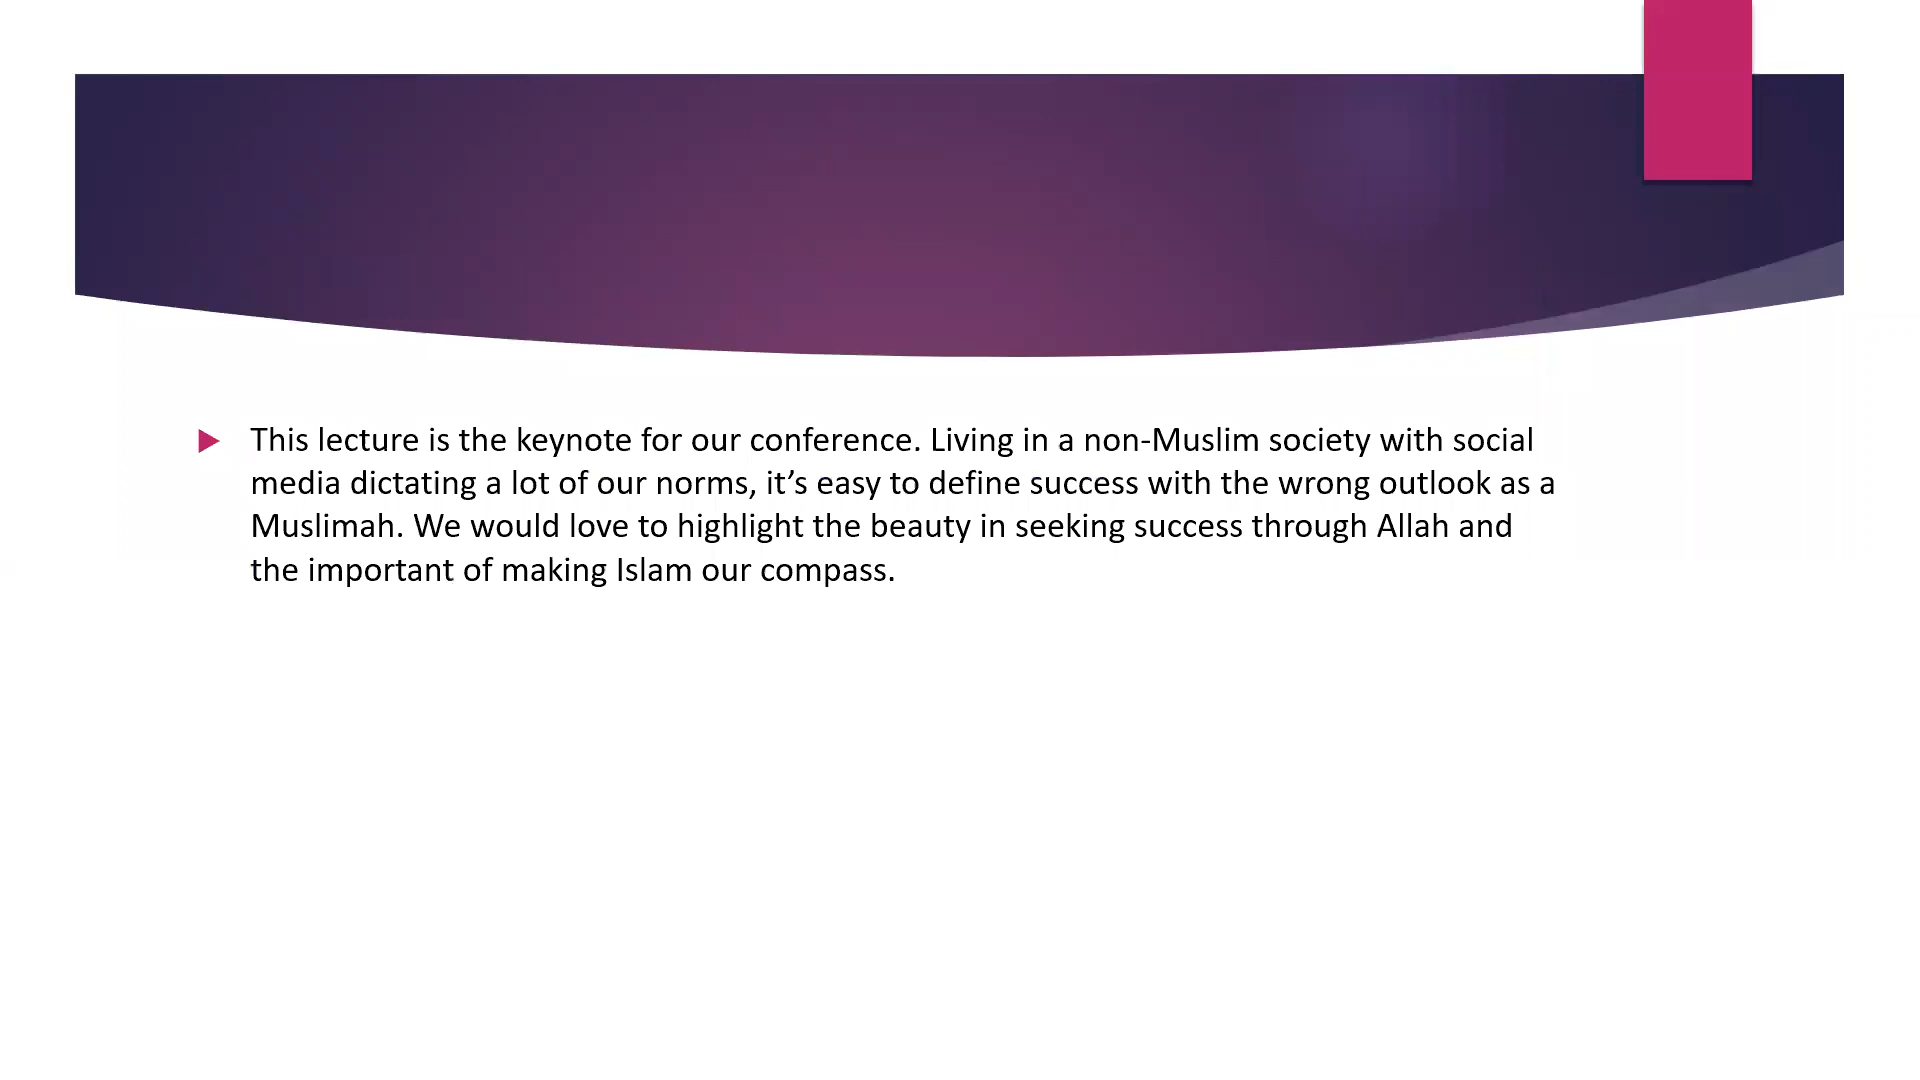 This lecture is the keynote for our conference. Living in a non-Muslim society with social
media dictating a lot of our norms, it’s easy to define success with the wrong outlook as a
Muslimah. We would love to highlight the beauty in seeking success through Allah and
the important of making Islam our compass.